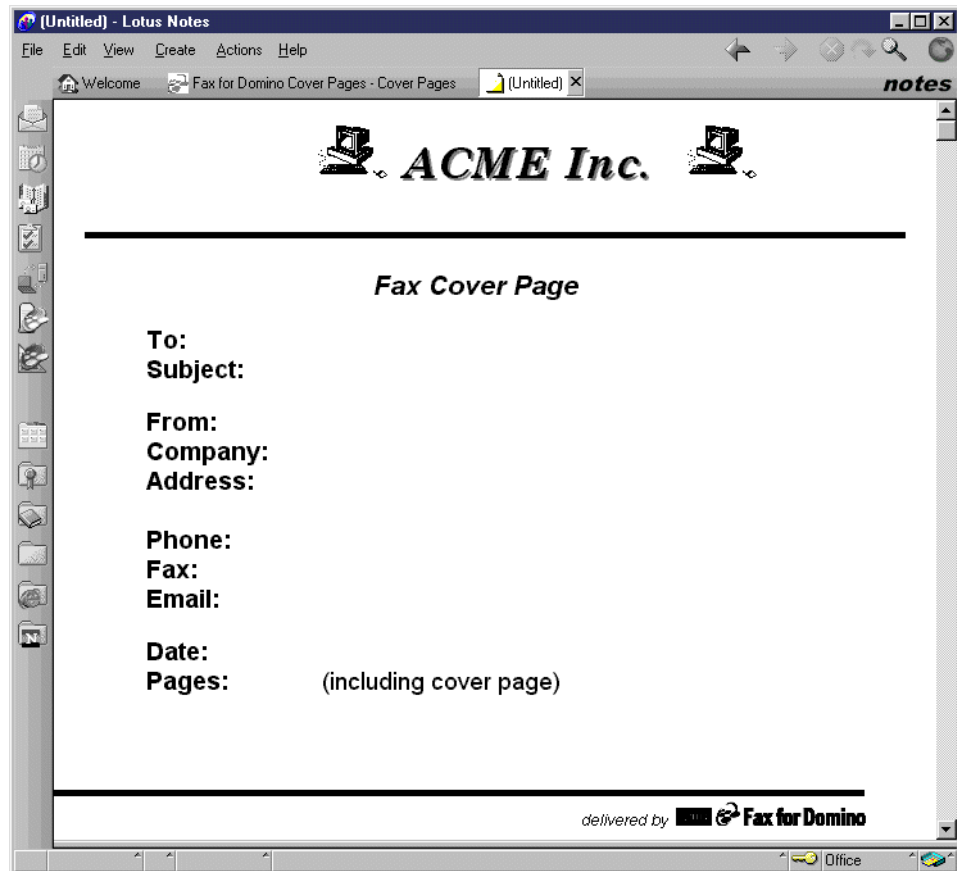 (Untitled) - Lotus Notes
File Edit View Create Actions Help
Welcome Fax for Domino Cover Pages - Cover Pages (Untitled) notes
ACME Inc.
Fax Cover Page
To:
Subject:
From:
Company:
Address:
Phone:
Fax:
Email:
Date:
Pages: (including cover page)
delivered by Fax for Domino
N
Office